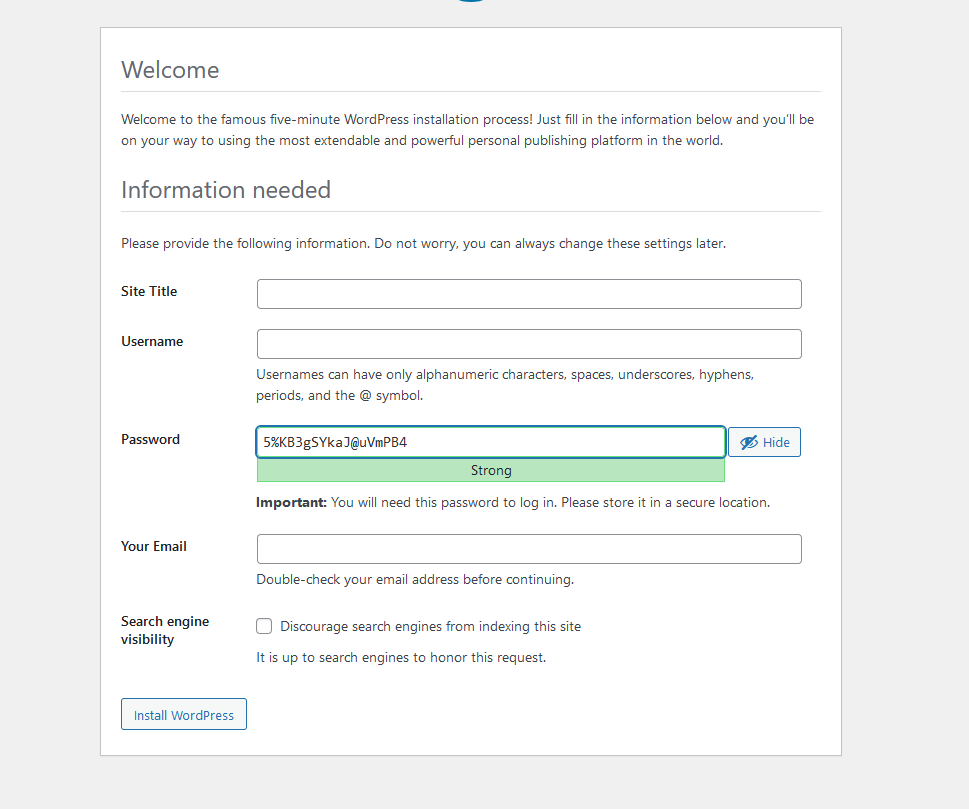 Welcome
Welcome to the famous five-minute WordPress installation process! Just fill in the information below and you’ll be
on your way to using the most extendable and powerful personal publishing platform in the world.
Information needed
Please provide the following information. Do not worry, you can always change these settings later.
Site Title
Username
Usernames can have only alphanumeric characters, spaces, underscores, hyphens,
periods, and the @ symbol.
Password
5%KB3gSYkaJ@uVmPB4
Hide
Strong
Important: You will need this password to log in. Please store it in a secure location.
Your Email
Double-check your email address before continuing.
Search engine
visibility
Discourage search engines from indexing this site
It is up to search engines to honor this request.
Install WordPress